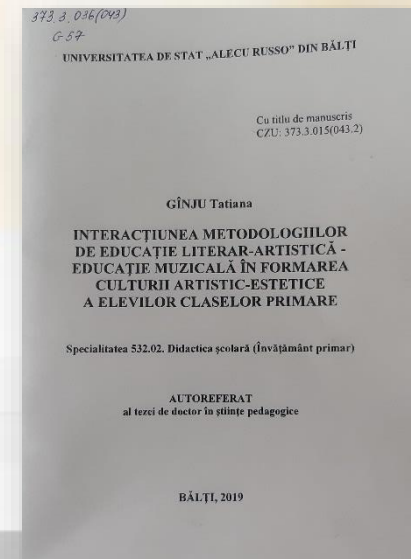 373.3.036(043)
G 57
UNIVERSITATEA DE STAT „ALECU RUSSO” DIN BĂLȚI
Cu titlu de manuscris
CZU: 373.3.015(043.2)
GÎNJU Tatiana
INTERACȚIUNEA METODOLOGIILOR
DE EDUCAȚIE LITERAR-ARTISTICĂ -
EDUCAȚIE MUZICALĂ ÎN FORMAREA
CULTURII ARTISTIC-ESTETICE
A ELEVILOR CLASELOR PRIMARE
Specialitatea 532.02. Didactica școlară (Învățământ primar)
AUTOREFERAT
al tezei de doctor în științe pedagogice
BĂLȚI, 2019